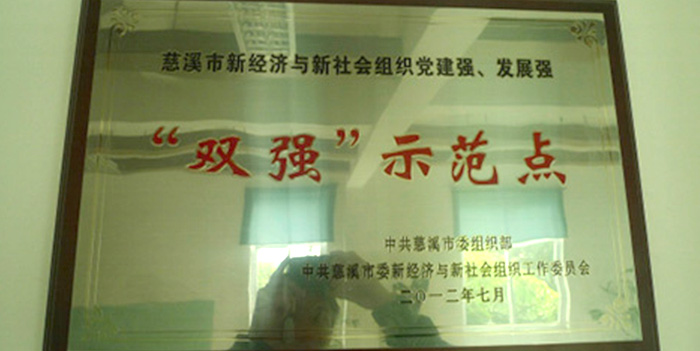 慈溪市新经济与新社会组织党建强、发展强
“双强”示范点
中共慈溪市委组织部
中共慈溪市委新经济与新社会组织工作委员会
二〇一二年七月